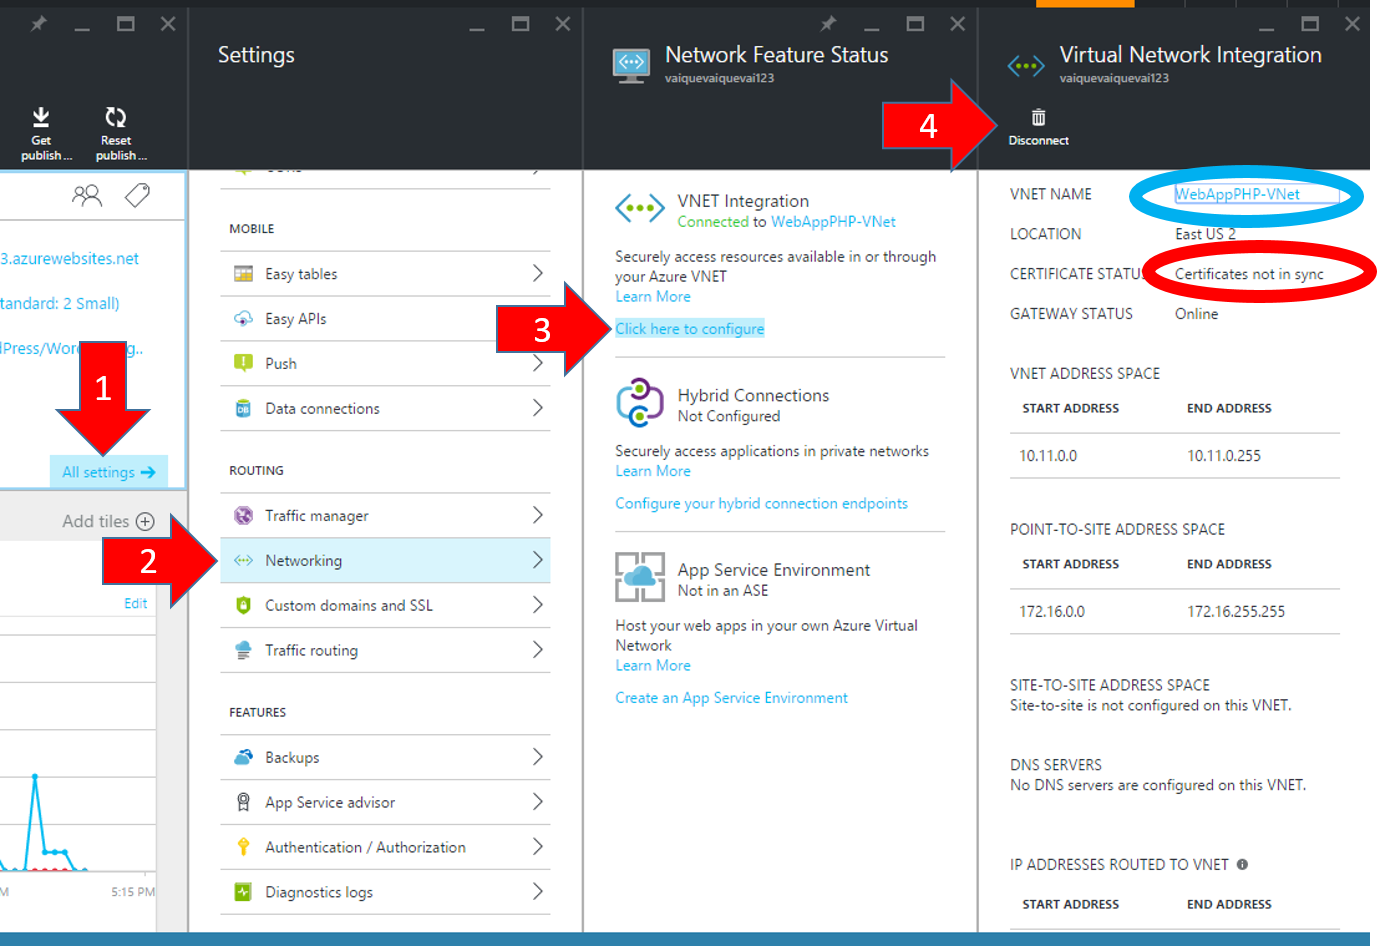 Get
publish ...
Reset
publish ...
3.azurewebsites.net
tandard: 2 Small)
dPress/Wor
g..
1
All settings
Add tiles
2
Edit
M
5:15 PM
Settings
MOBILE
Easy tables
Easy APIs
Push
Data connections
ROUTING
Traffic manager
Networking
Custom domains and SSL
Traffic routing
FEATURES
Backups
App Service advisor
Authentication / Authorization
Diagnostics logs
Network Feature Status
vaiquevaiquevai123
VNET Integration
Connected to WebAppPHP-VNet
Securely access resources available in or through
your Azure VNET
Learn More
3
Click here to configure
Hybrid Connections
Not Configured
Securely access applications in private networks
Learn More
Configure your hybrid connection endpoints
App Service Environment
Not in an ASE
Host your web apps in your own Azure Virtual
Network
Learn More
Create an App Service Environment
Virtual Network Integration
vaiquevaiquevai123
4
Disconnect
VNET NAME
WebAppPHP-VNet
LOCATION
East US 2
CERTIFICATE STATUS
Certificates not in sync
GATEWAY STATUS
Online
VNET ADDRESS SPACE
START ADDRESS END ADDRESS
10.11.0.0 10.11.0.255
POINT-TO-SITE ADDRESS SPACE
START ADDRESS END ADDRESS
172.16.0.0 172.16.255.255
SITE-TO-SITE ADDRESS SPACE
Site-to-site is not configured on this VNET.
DNS SERVERS
No DNS servers are configured on this VNET.
IP ADDRESSES ROUTED TO VNET
START ADDRESS END ADDRESS